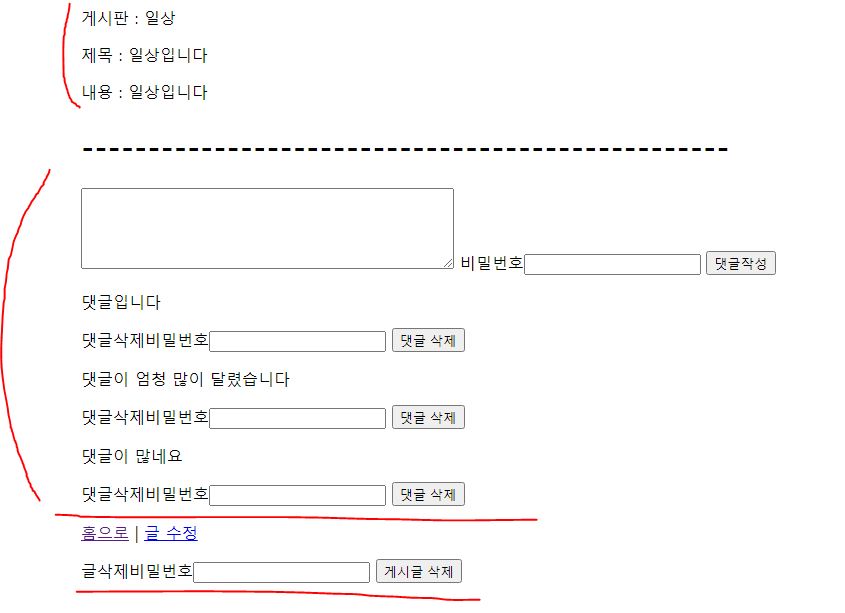 게시판 : 일상
제목 : 일상입니다
내용 : 일상입니다
-------------------------------------------------
비밀번호 댓글작성
댓글입니다
댓글삭제비밀번호 댓글 삭제
댓글이 엄청 많이 달렸습니다
댓글삭제비밀번호 댓글 삭제
댓글이 많네요
댓글삭제비밀번호 댓글 삭제
홈으로 | 글 수정
글삭제비밀번호 게시글 삭제